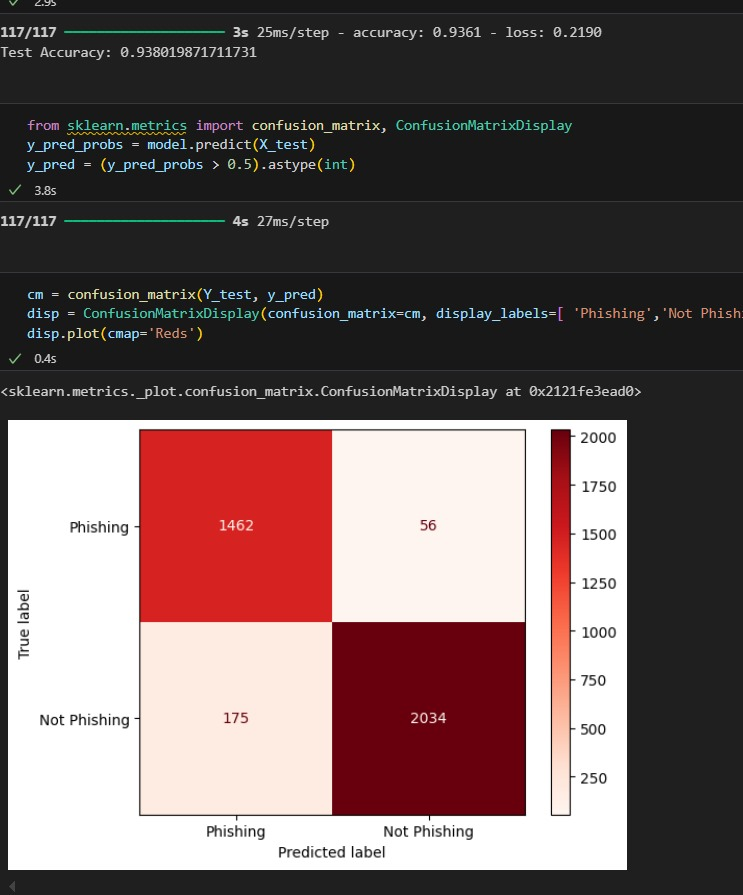 2.9s
117/117 3s 25ms/step - accuracy: 0.9361 - loss: 0.2190
Test Accuracy: 0.938019871711731
from sklearn.metrics import confusion_matrix, ConfusionMatrixDisplay
y_pred_probs = model.predict(X_test)
y_pred = (y_pred_probs > 0.5).astype(int)
3.8s
117/117 4s 27ms/step
cm = confusion_matrix(Y_test, y_pred)
disp = ConfusionMatrixDisplay(confusion_matrix=cm, display_labels=[ 'Phishing','Not Phish
disp.plot(cmap='Reds')
0.4s
<sklearn.metrics._plot.confusion_matrix.ConfusionMatrixDisplay at 0x2121fe3ead0>
2000
1750
1500
1250
1000
750
500
250
Phishing
1462
56
True label
Not Phishing
175
2034
Phishing
Not Phishing
Predicted label